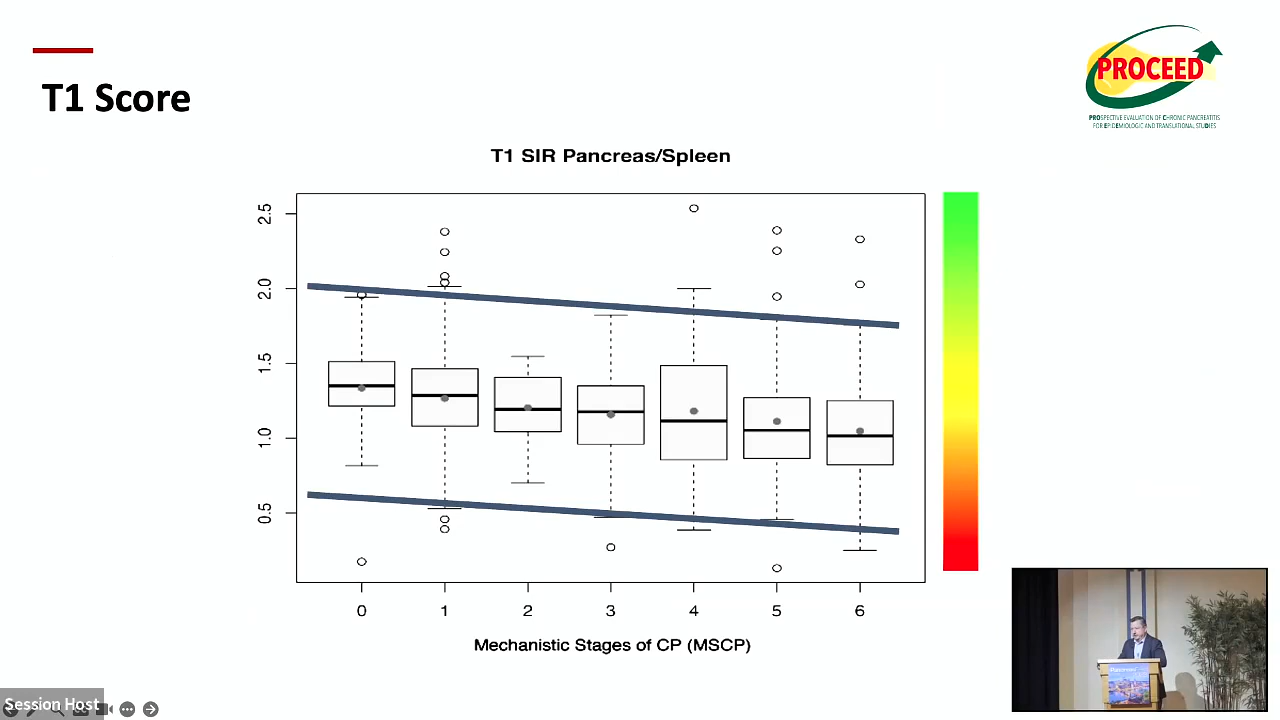 T1 Score
PROCEED
PROSPECTIVE EVALUATION OF CHRONIC PANCREATITIS
FOR EPIDEMIOLOGIC AND TRANSLATIONAL STUDIES
T1 SIR Pancreas/Spleen
2.5
2.0
1.5
1.0
0.5
0 1 2 3 4 5 6
Mechanistic Stages of CP (MSCP)
Session Host